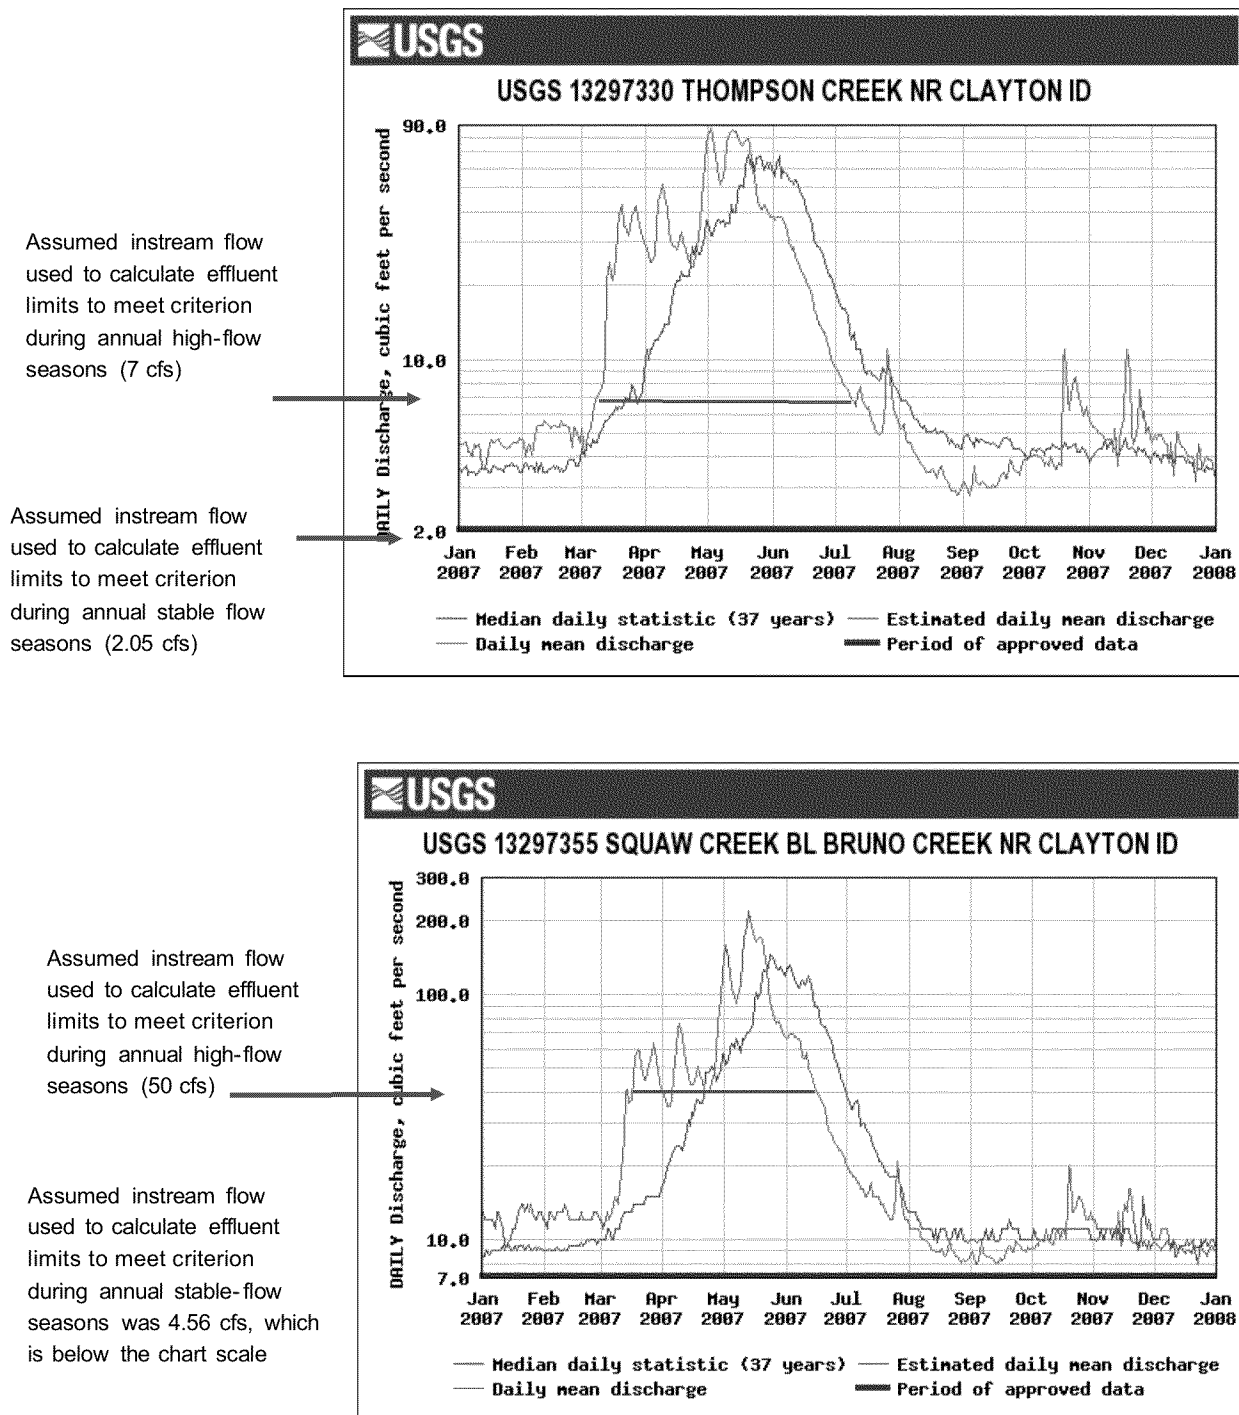 USGS
USGS 13297330 THOMPSON CREEK NR CLAYTON ID
DAILY Discharge, cubic feet per second
90.0
10.0
2.0
Jan Feb Mar Apr May Jun Jul Aug Sep Oct Nov Dec Jan
2007 2007 2007 2007 2007 2007 2007 2007 2007 2007 2007 2007 2008
Median daily statistic (37 years) Estimated daily mean discharge
Daily mean discharge Period of approved data
Assumed instream flow
used to calculate effluent
limits to meet criterion
during annual high-flow
seasons (7 cfs)
Assumed instream flow
used to calculate effluent
limits to meet criterion
during annual stable flow
seasons (2.05 cfs)
USGS
USGS 13297355 SQUAW CREEK BL BRUNO CREEK NR CLAYTON ID
DAILY Discharge, cubic feet per second
300.0
200.0
100.0
10.0
7.0
Jan Feb Mar Apr May Jun Jul Aug Sep Oct Nov Dec Jan
2007 2007 2007 2007 2007 2007 2007 2007 2007 2007 2007 2007 2008
Median daily statistic (37 years) Estimated daily mean discharge
Daily mean discharge Period of approved data
Assumed instream flow
used to calculate effluent
limits to meet criterion
during annual high-flow
seasons (50 cfs)
Assumed instream flow
used to calculate effluent
limits to meet criterion
during annual stable-flow
seasons was 4.56 cfs, which
is below the chart scale